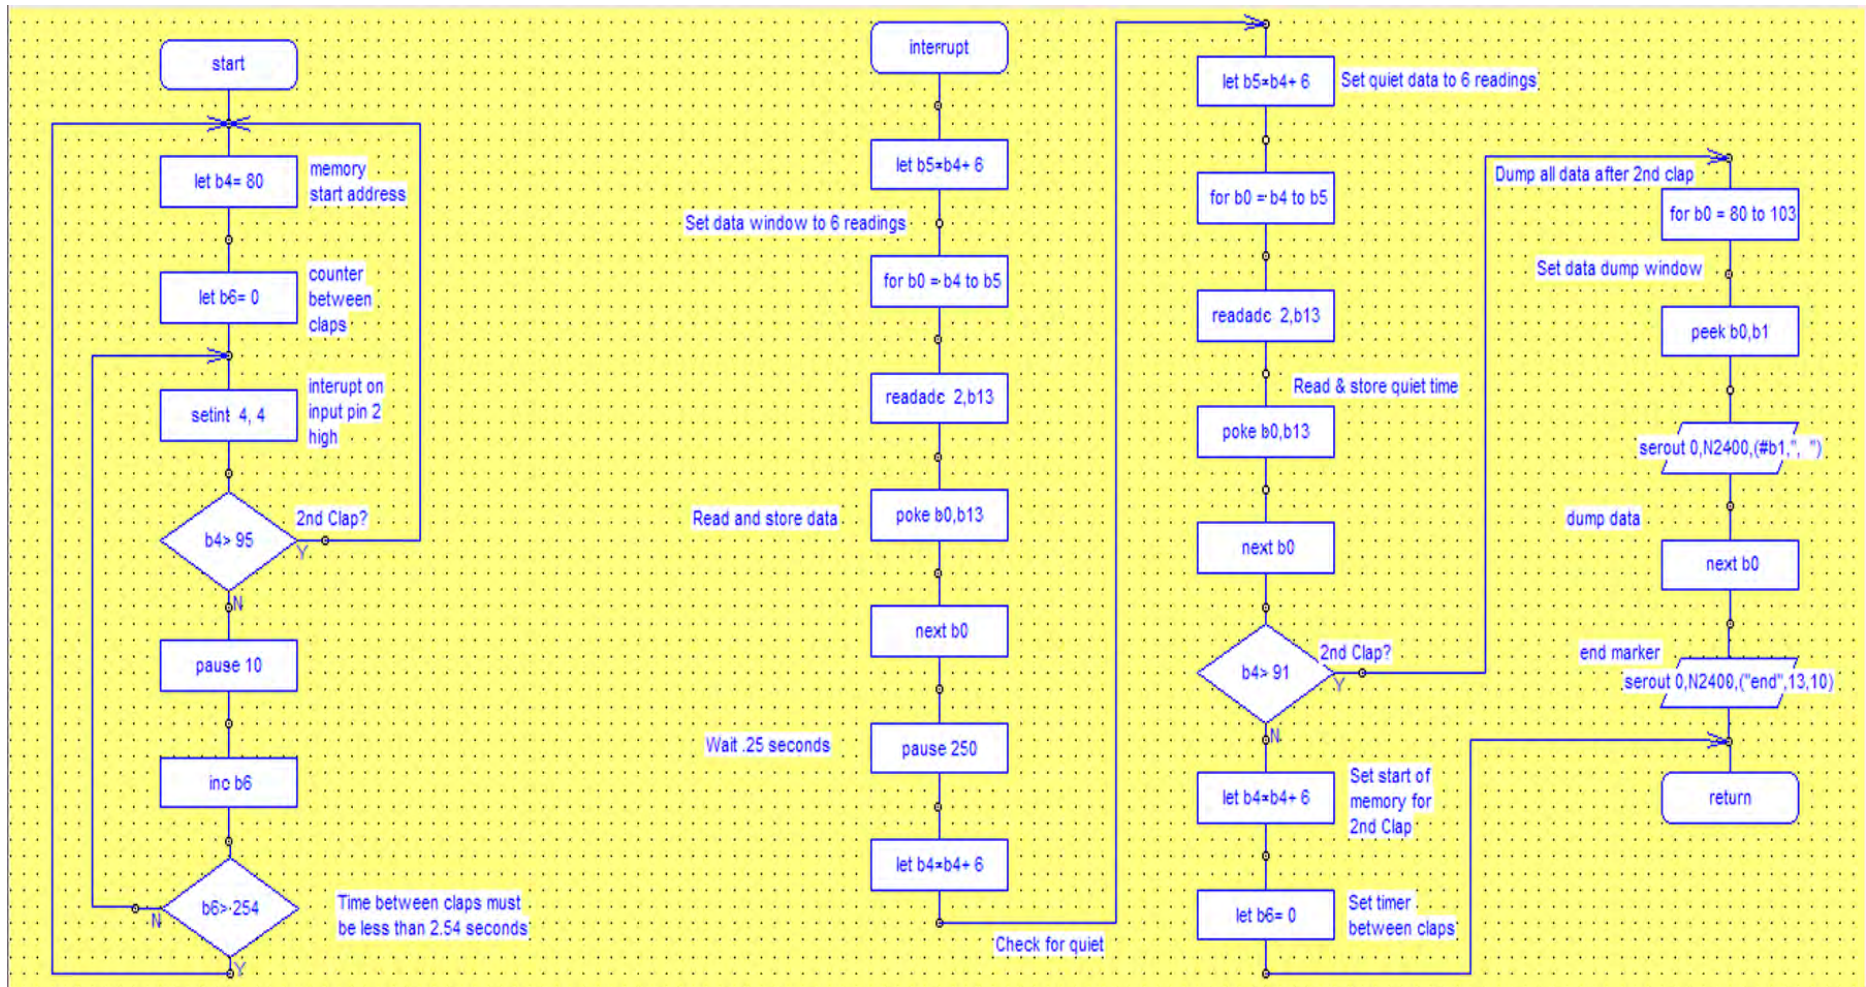 start
let b4= 80
memory
start address
let b6= 0
counter
between
claps
setint 4, 4
interupt on
input pin 2
high
b4> 95
2nd Clap?
Y
N
pause 10
inc b6
b6> 254
N
Y
Time between claps must
be less than 2.54 seconds
interrupt
let b5=b4+ 6
Set data window to 6 readings
for b0 = b4 to b5
readadc 2,b13
Read and store data
poke b0,b13
next b0
Wait .25 seconds
pause 250
let b4=b4+ 6
Check for quiet
let b5=b4+ 6
Set quiet data to 6 readings
for b0 = b4 to b5
readadc 2,b13
Read & store quiet time
poke b0,b13
next b0
b4> 91
2nd Clap?
Y
N
let b4=b4+ 6
Set start of
memory for
2nd Clap
let b6= 0
Set timer
between claps
Dump all data after 2nd clap
for b0 = 80 to 103
Set data dump window
peek b0,b1
serout 0,N2400,(#b1,", ")
dump data
next b0
end marker
serout 0,N2400,("end",13,10)
return